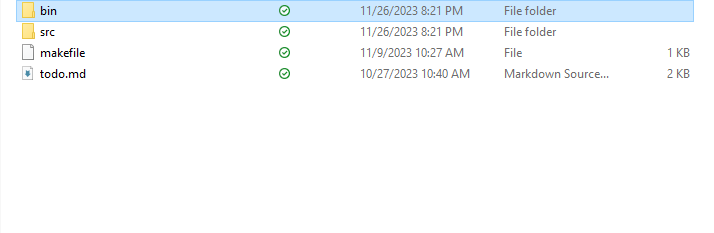 bin 11/26/2023 8:21 PM File folder
src 11/26/2023 8:21 PM File folder
makefile 11/9/2023 10:27 AM File 1 KB
todo.md 10/27/2023 10:40 AM Markdown Source... 2 KB